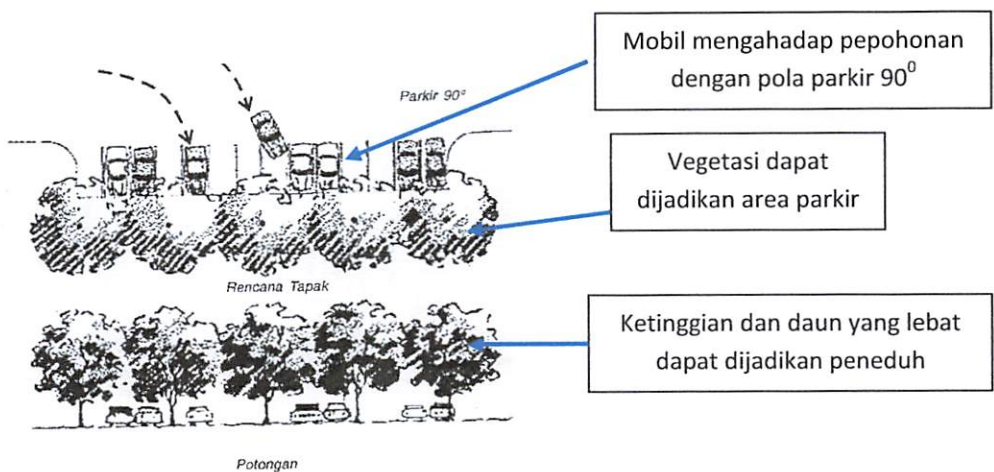 Mobil mengahadap pepohonan
dengan pola parkir 90⁰
Parkir 90°
Vegetasi dapat
dijadikan area parkir
Rencana Tapak
Ketinggian dan daun yang lebat
dapat dijadikan peneduh
Potongan